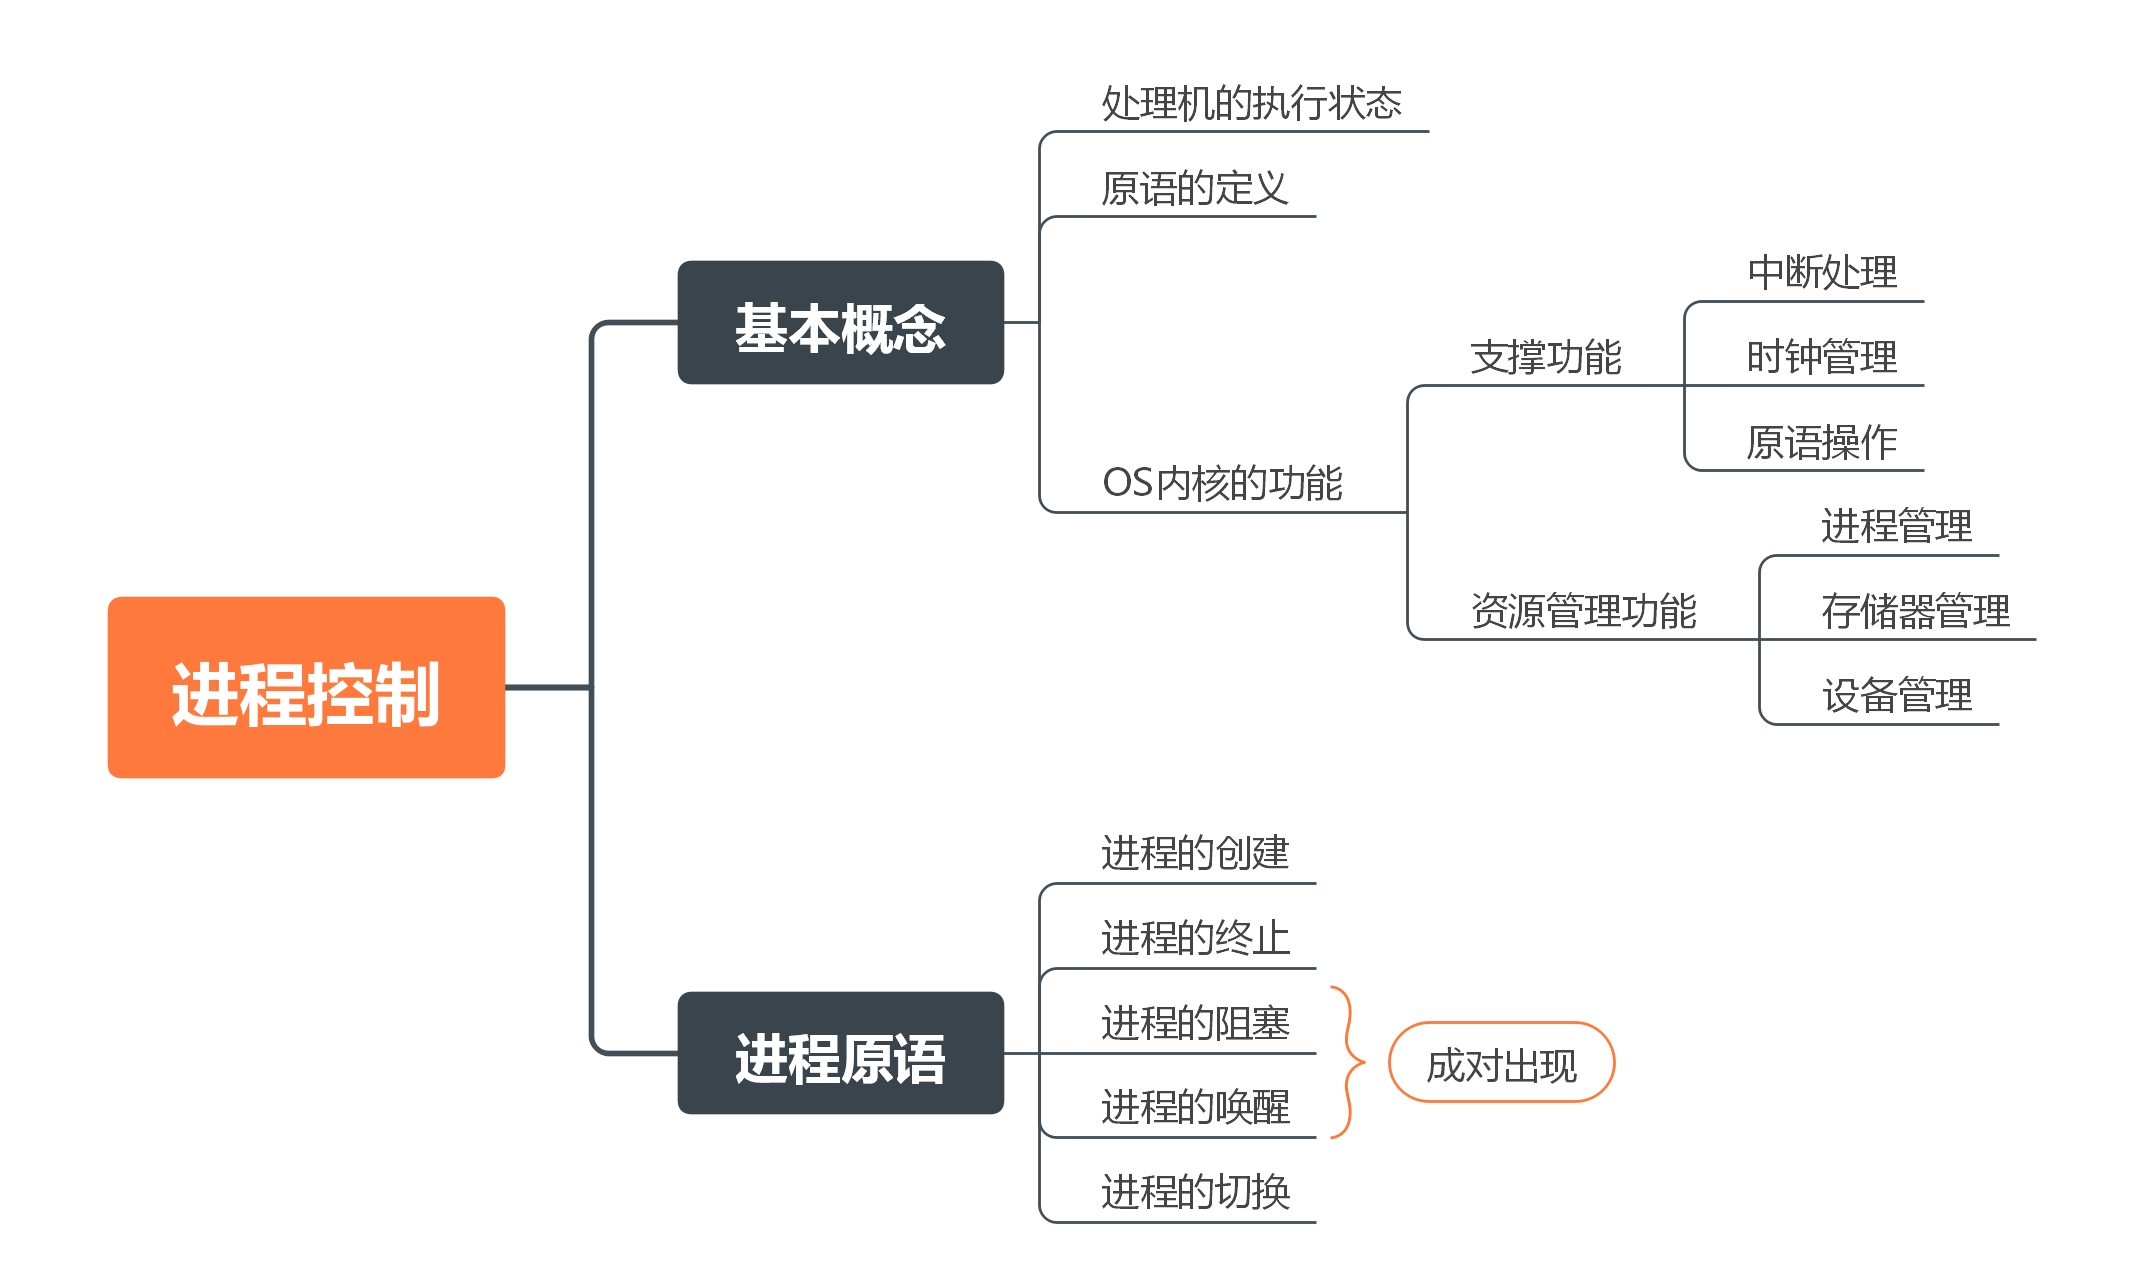 进程控制
基本概念
处理机的执行状态
原语的定义
OS内核的功能
支撑功能
中断处理
时钟管理
原语操作
资源管理功能
进程管理
存储器管理
设备管理
进程原语
进程的创建
进程的终止
进程的阻塞
进程的唤醒
成对出现
进程的切换